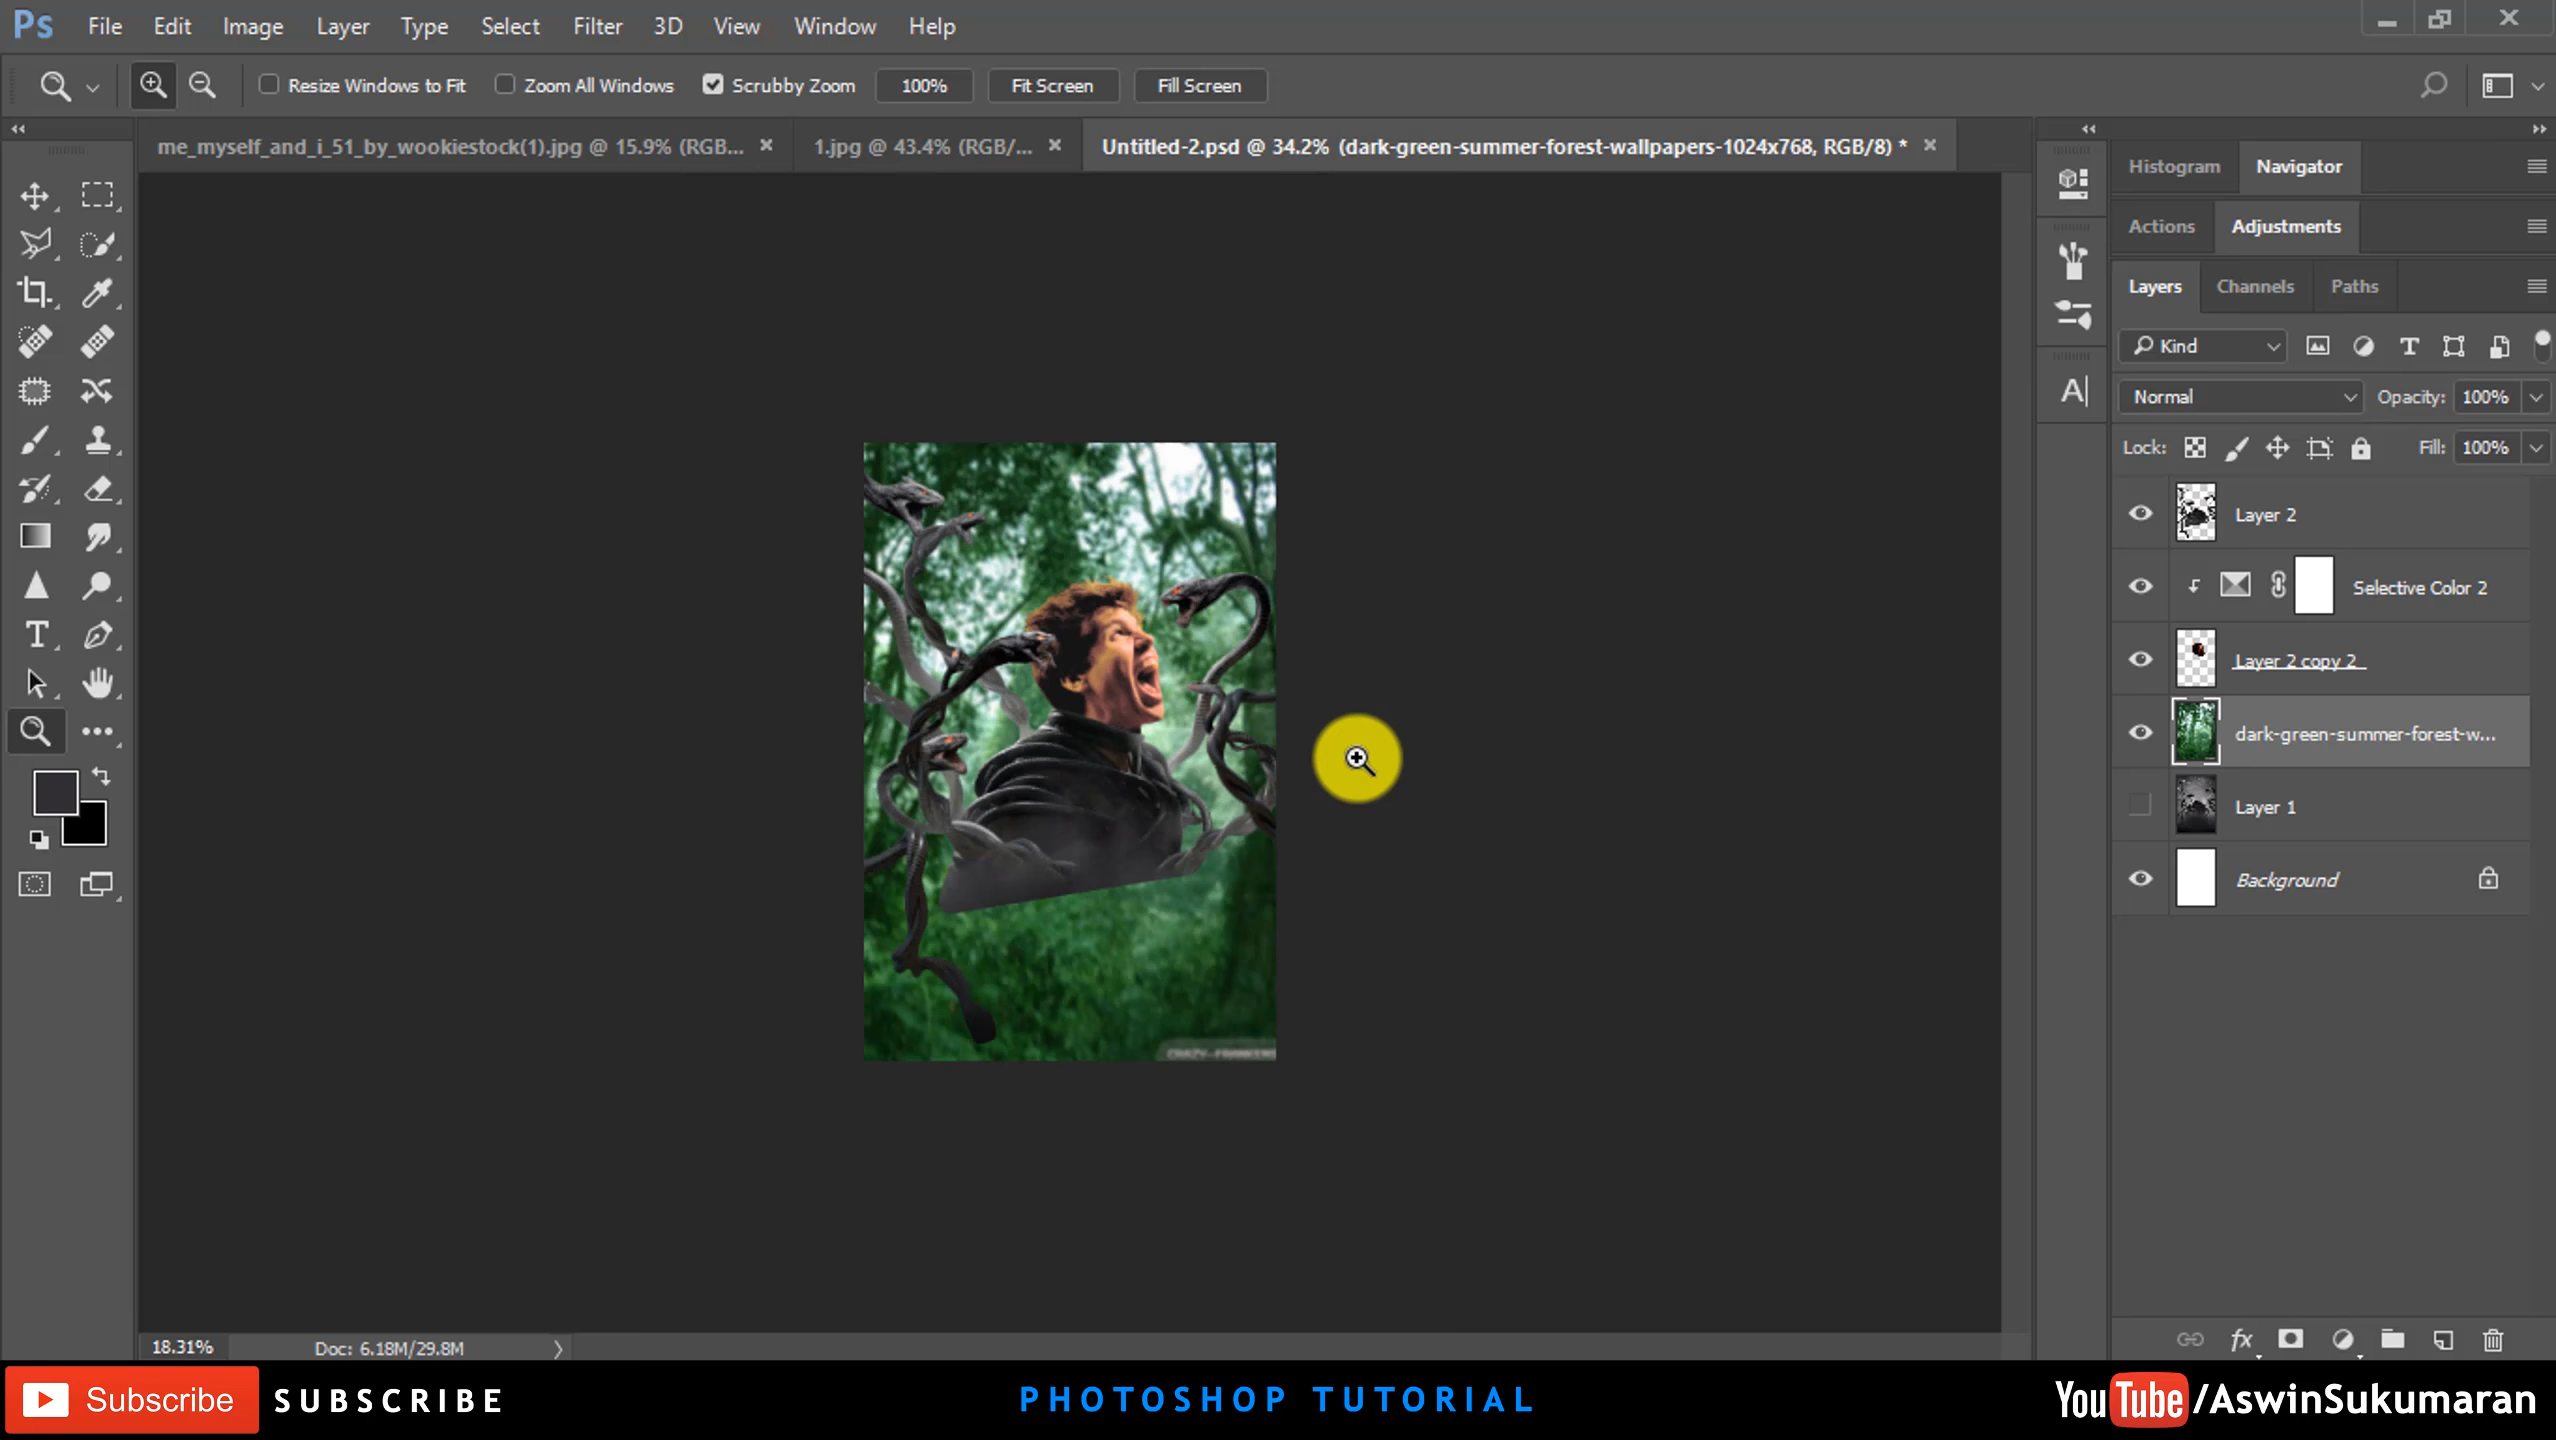 Ps File Edit Image Layer Type Select Filter 3D View Window Help
Resize Windows to Fit Zoom All Windows Scrubby Zoom 100% Fit Screen Fill Screen
me_myself_and_i_51_by_wookiestock(1).jpg @ 15.9% (RGB... × 1.jpg @ 43.4% (RGB/... × Untitled-2.psd @ 34.2% (dark-green-summer-forest-wallpapers-1024x768, RGB/8) * ×
Histogram Navigator
Actions Adjustments
Layers Channels Paths
Kind
Normal Opacity: 100%
Lock: Fill: 100%
Layer 2
Selective Color 2
Layer 2 copy 2
dark-green-summer-forest-w...
Layer 1
Background
18.31% Doc: 6.18M/29.8M
Subscribe SUBSCRIBE PHOTOSHOP TUTORIAL YouTube/AswinSukumaran